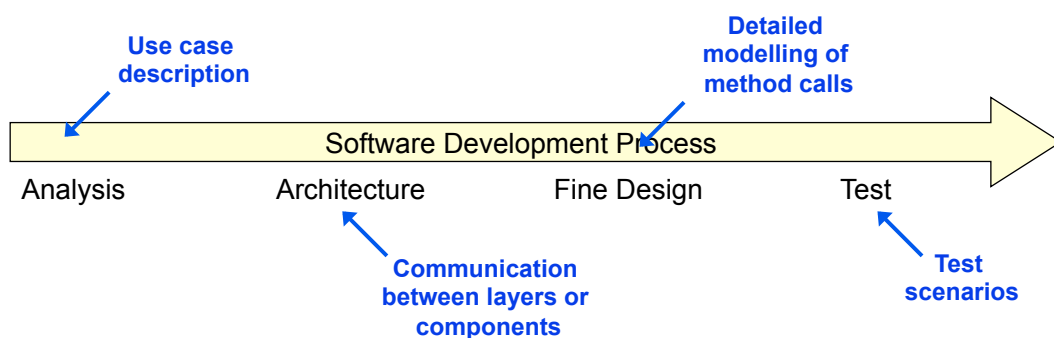 Use case
description
Detailed
modelling of
method calls
Software Development Process
Analysis
Architecture
Fine Design
Test
Communication
between layers or
components
Test
scenarios